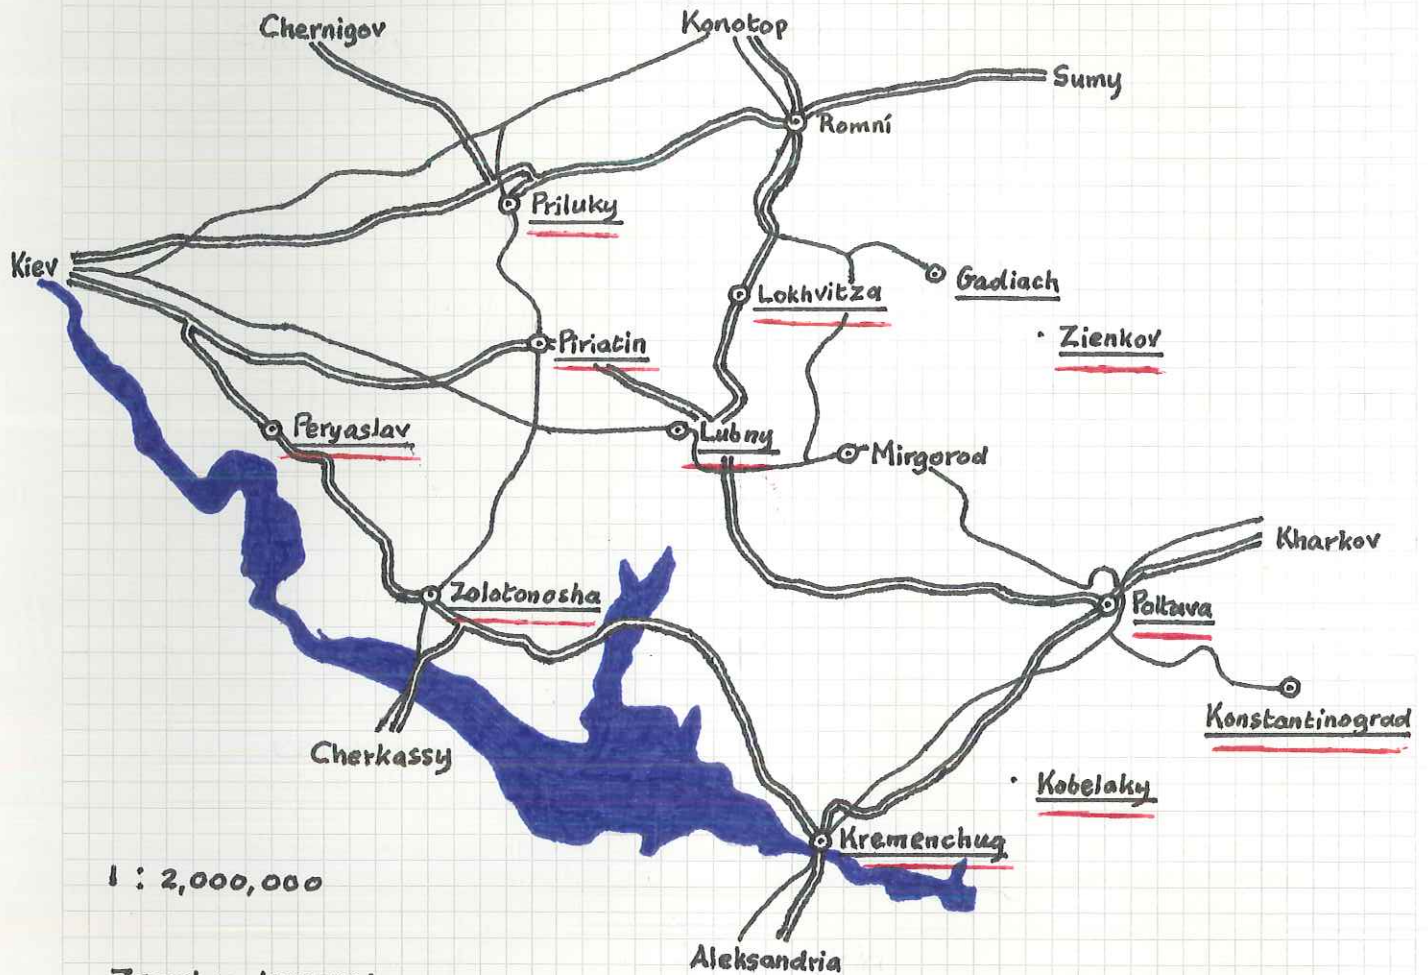 Chernigov
Konotop
Sumy
Romní
Priluky
Kiev
Gadiach
Lokhvitza
Zienkov
Piriatin
Peryaslav
Lubny
Mirgorod
Kharkov
Zolotonosha
Poltava
Konstantinograd
Cherkassy
Kobelaky
Kremenchug
1 : 2,000,000
Aleksandria